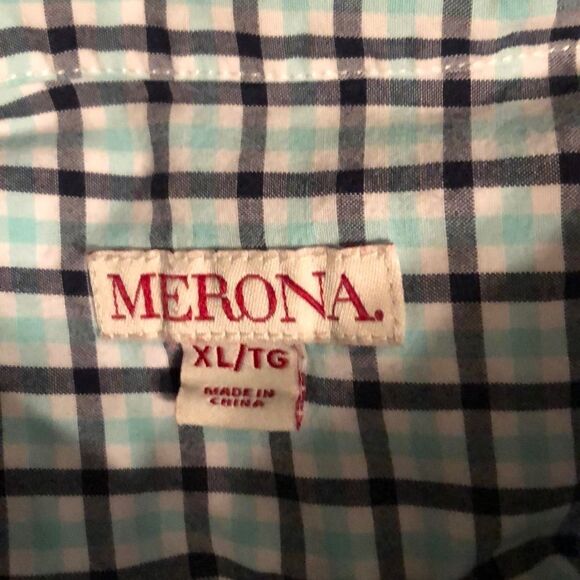 MERONA.
XL/TG
MADE IN
CHINA